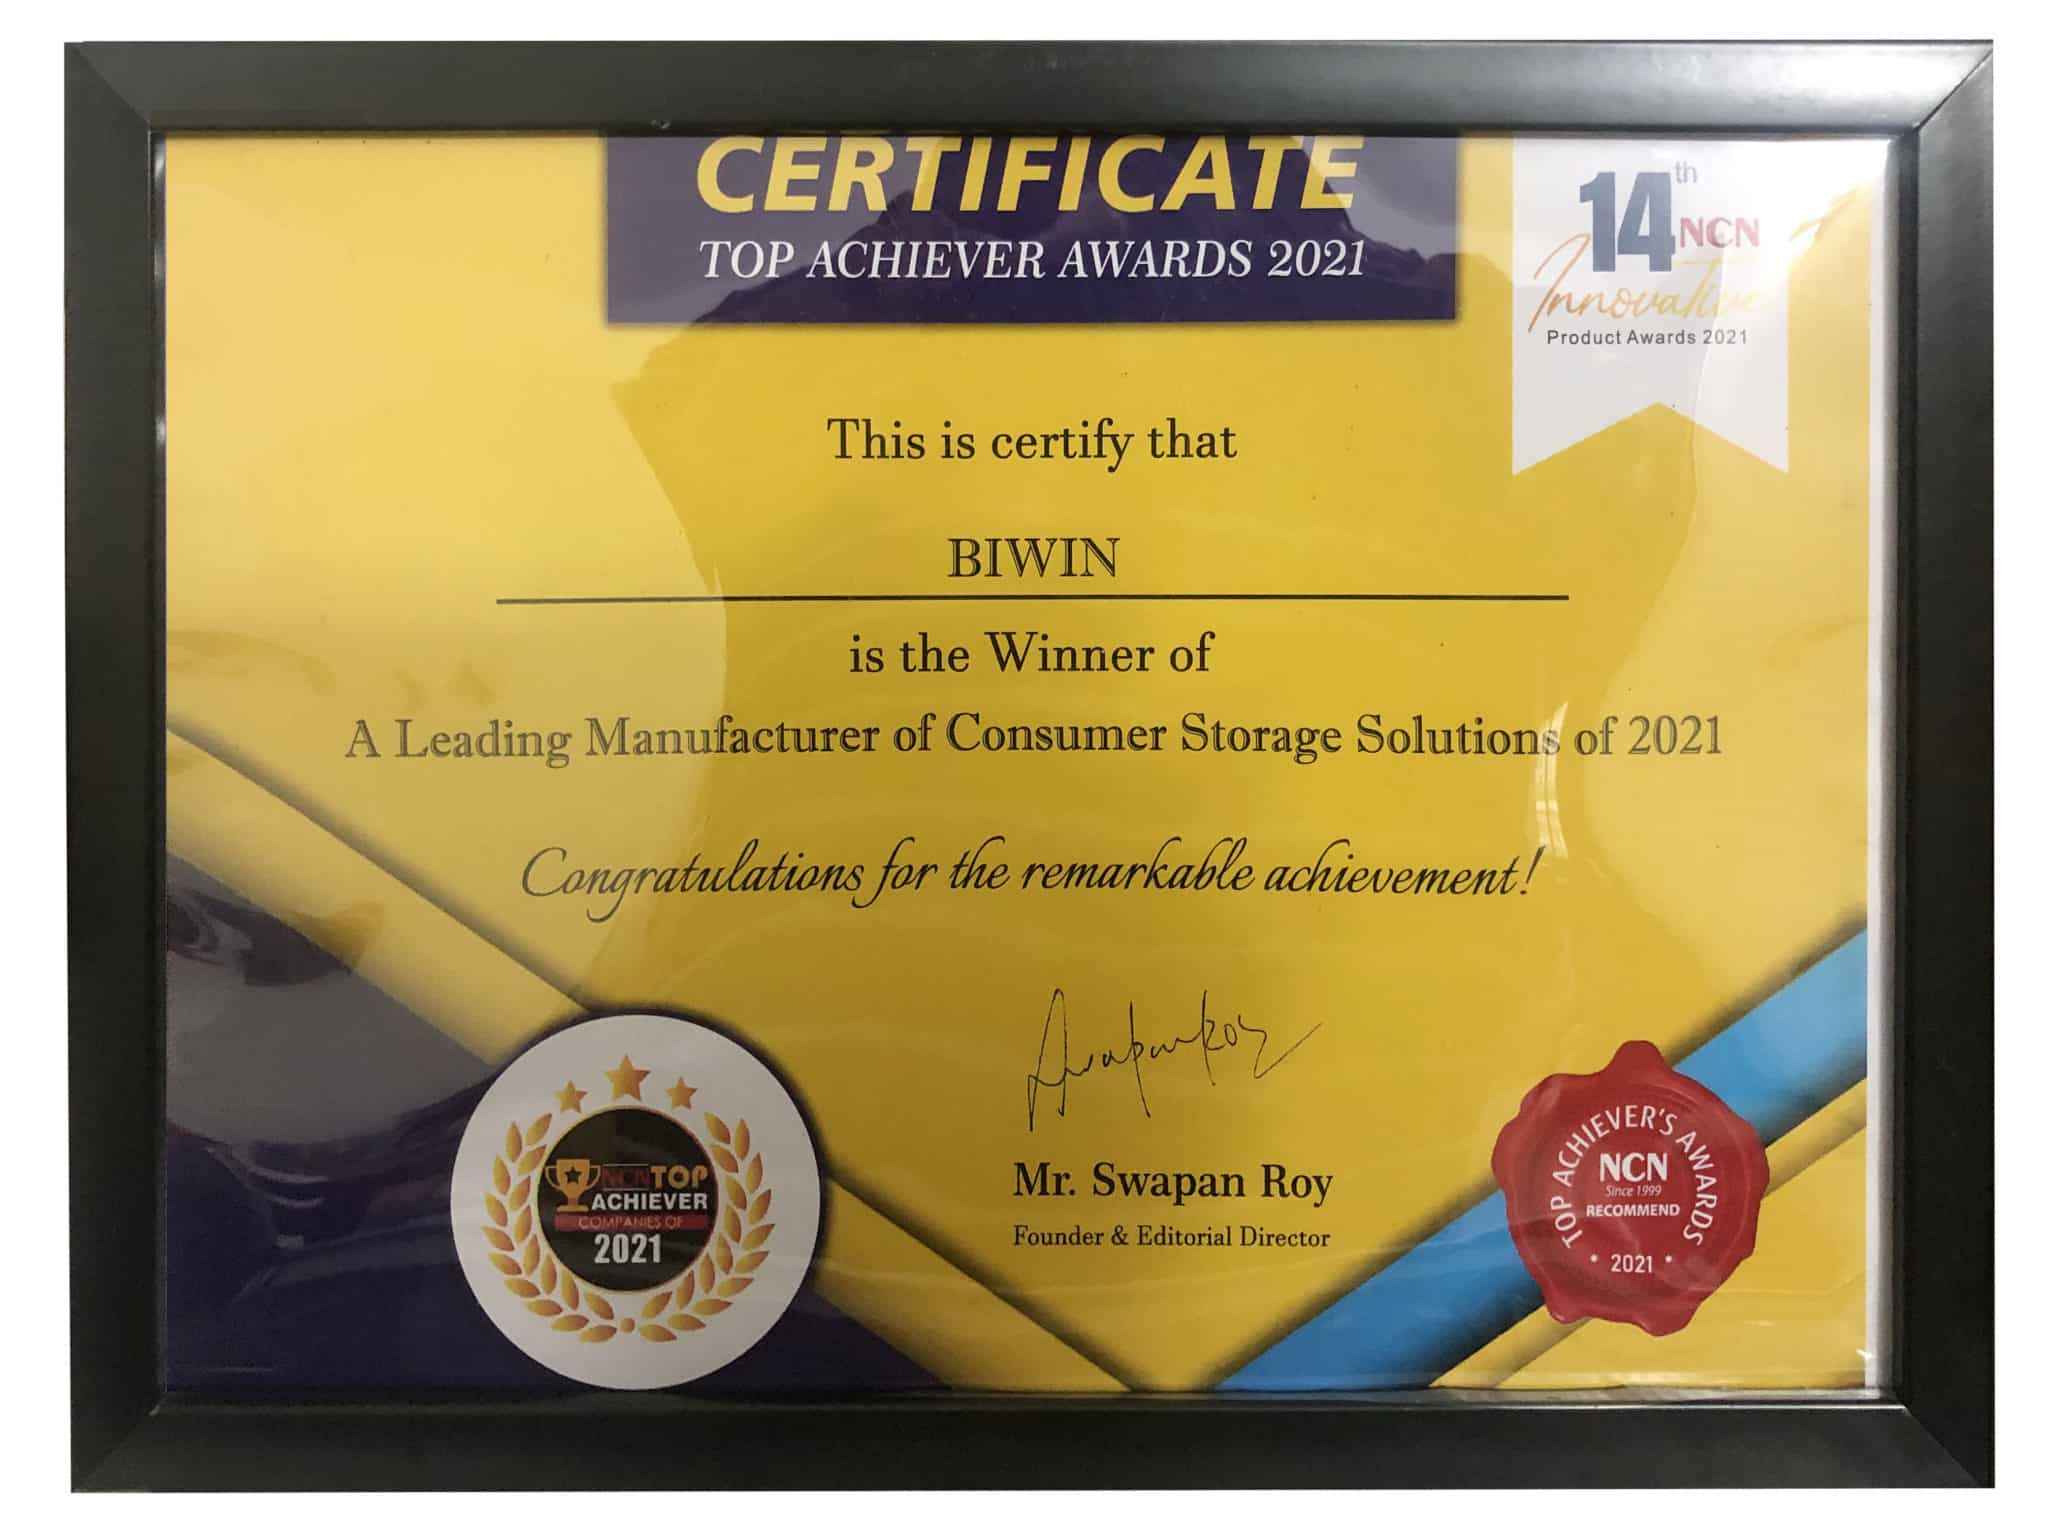 CERTIFICATE
TOP ACHIEVER AWARDS 2021
14th
NCN
Innovative
Product Awards 2021
This is certify that
BIWIN
is the Winner of
A Leading Manufacturer of Consumer Storage Solutions of 2021
Congratulations for the remarkable achievement!
Swapan Roy
Mr. Swapan Roy
Founder & Editorial Director
NCN TOP
ACHIEVER
COMPANIES OF
2021
TOP ACHIEVER'S AWARDS
NCN
Since 1999
RECOMMEND
* 2021 *